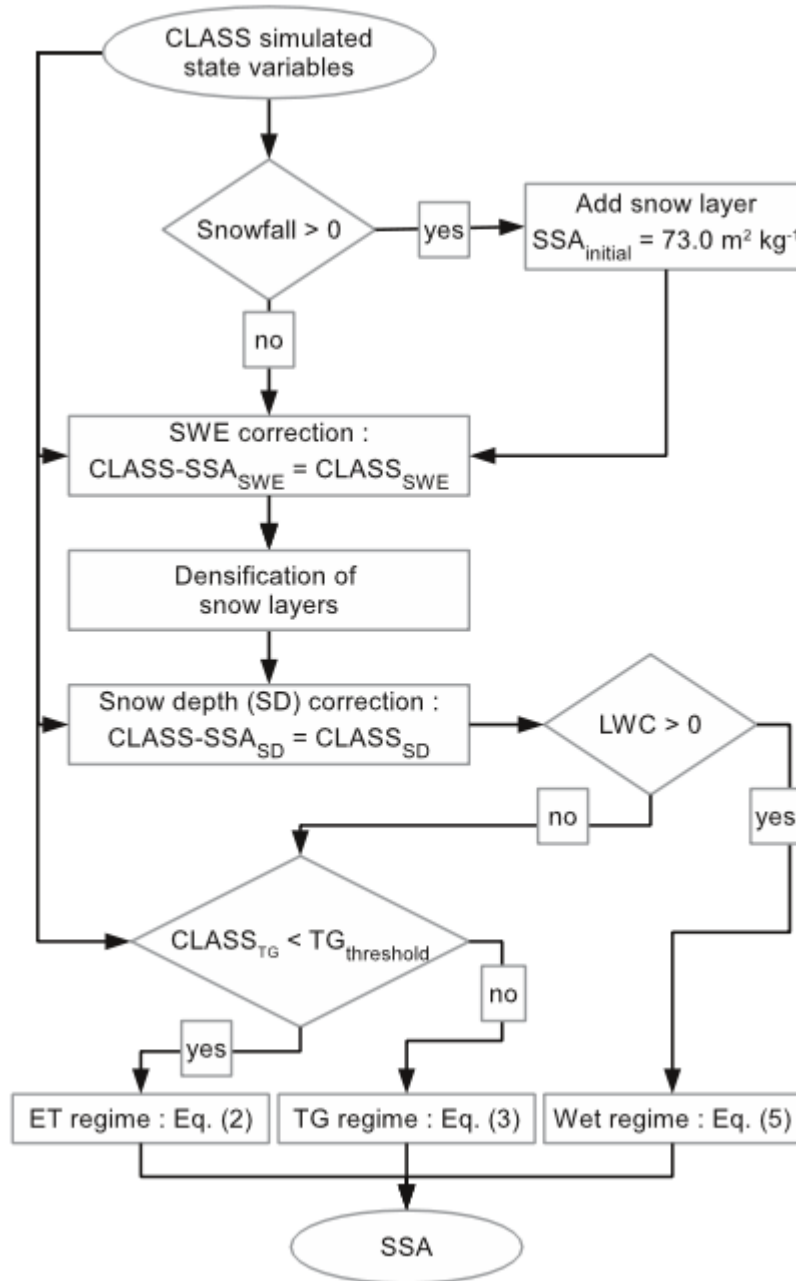 CLASS simulated
state variables
Snowfall > 0
yes
Add snow layer
SSA_initial = 73.0 m² kg⁻¹
no
SWE correction :
CLASS-SSA_SWE = CLASS_SWE
Densification of
snow layers
Snow depth (SD) correction :
CLASS-SSA_SD = CLASS_SD
LWC > 0
no
yes
CLASS_TG < TG_threshold
no
yes
ET regime : Eq. (2)
TG regime : Eq. (3)
Wet regime : Eq. (5)
SSA